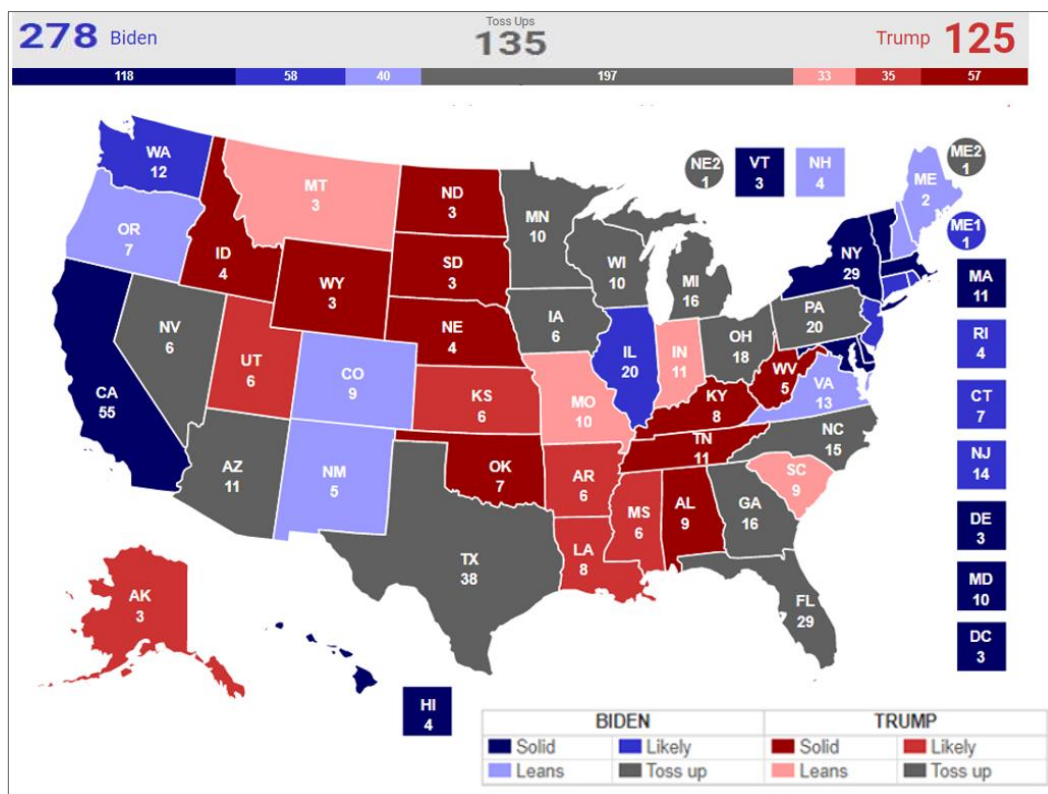 278 Biden
Toss Ups
135
Trump 125
118 58 40 197 33 35 57
WA
12
OR
7
CA
55
NV
6
ID
4
MT
3
WY
3
UT
6
AZ
11
CO
9
NM
5
ND
3
SD
3
NE
4
KS
6
OK
7
TX
38
MN
10
IA
6
MO
10
AR
6
LA
8
WI
10
IL
20
MI
16
IN
11
OH
18
KY
8
TN
11
MS
6
AL
9
GA
16
FL
29
SC
9
NC
15
VA
13
WV
5
PA
20
NY
29
ME
2
NE2
1
VT
3
NH
4
ME2
1
ME1
1
MA
11
RI
4
CT
7
NJ
14
DE
3
MD
10
DC
3
AK
3
HI
4
BIDEN TRUMP
Solid Likely Solid Likely
Leans Toss up Leans Toss up